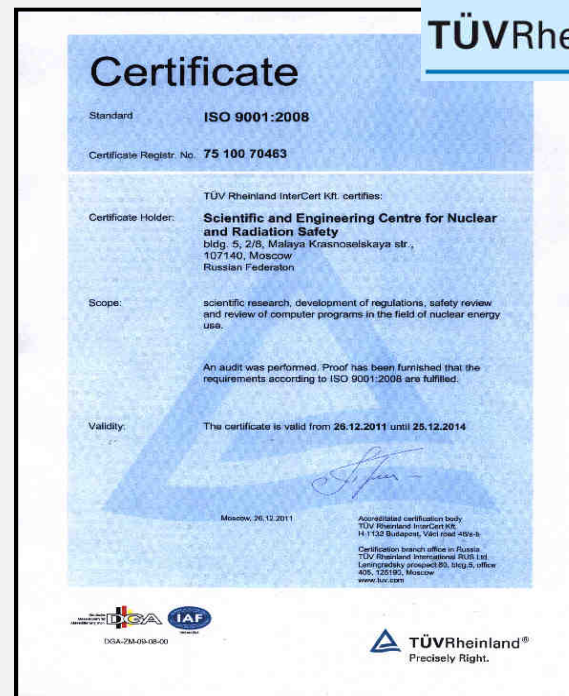 TÜVRhe
Certificate
Standard ISO 9001:2008
Certificate Registr. No. 75 100 70463
TÜV Rheinland InterCert Kft. certifies:
Certificate Holder: Scientific and Engineering Centre for Nuclear
and Radiation Safety
bldg. 5, 2/8, Malaya Krasnoselskaya str.,
107140, Moscow
Russian Federaton
Scope: scientific research, development of regulations, safety review
and review of computer programs in the field of nuclear energy
use.
An audit was performed. Proof has been furnished that the
requirements according to ISO 9001:2008 are fulfilled.
Validity: The certificate is valid from 26.12.2011 until 25.12.2014
Moscow, 26.12.2011
Accreditated certification body
TÜV Rheinland InterCert Kft.
H-1132 Budapest, Váci road 48/a-b
Certification branch office in Russia
TÜV Rheinland International RUS Ltd.
Leningradsky prospect 80, bldg.5, office
405, 125190, Moscow
www.tuv.com
DGA IAF
DGA-ZM-09-08-00
TÜVRheinland®
Precisely Right.